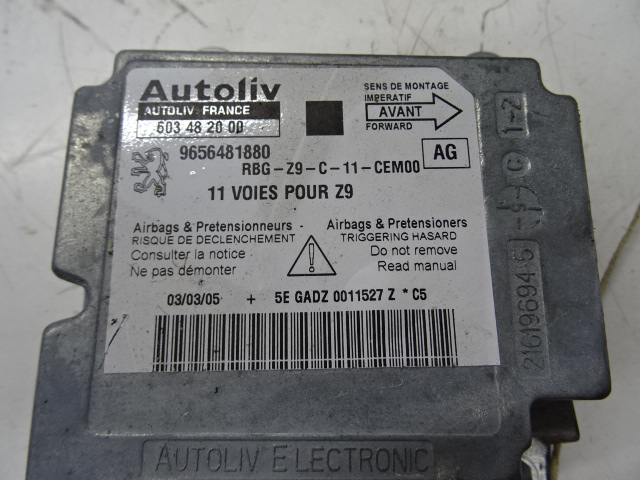 Autoliv
AUTOLIV FRANCE
603 48 20 00
SENS DE MONTAGE
IMPERATIF
AVANT
FORWARD
9656481880
AG
RBG-Z9-C-11-CEM00
11 VOIES POUR Z9
Airbags & Pretensionneurs
RISQUE DE DECLENCHEMENT
Consulter la notice
Ne pas démonter
!
Airbags & Pretensioners
TRIGGERING HASARD
Do not remove
Read manual
03/03/05 + 5E GADZ 0011527 Z * C5
AUTOLIV ELECTRONIC
1-2
C